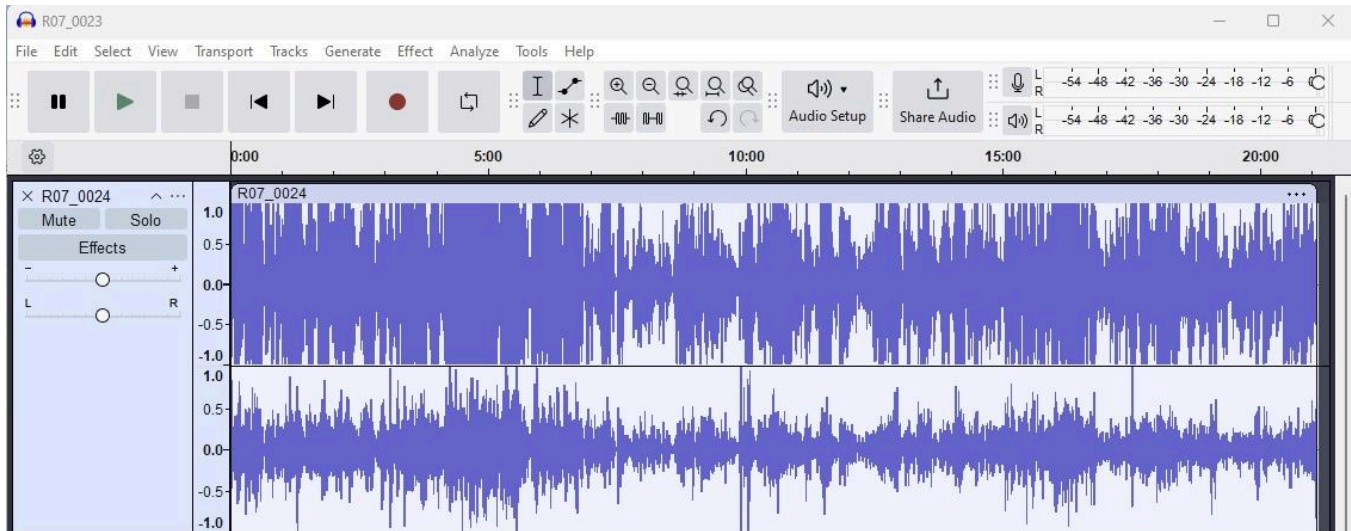 R07_0023
File Edit Select View Transport Tracks Generate Effect Analyze Tools Help
Audio Setup
Share Audio
L
R
-54 -48 -42 -36 -30 -24 -18 -12 -6 0
L
R
-54 -48 -42 -36 -30 -24 -18 -12 -6 0
0:00 5:00 10:00 15:00 20:00
R07_0024
Mute Solo
Effects
- +
L R
R07_0024
1.0
0.5
0.0
-0.5
-1.0
1.0
0.5
0.0
-0.5
-1.0